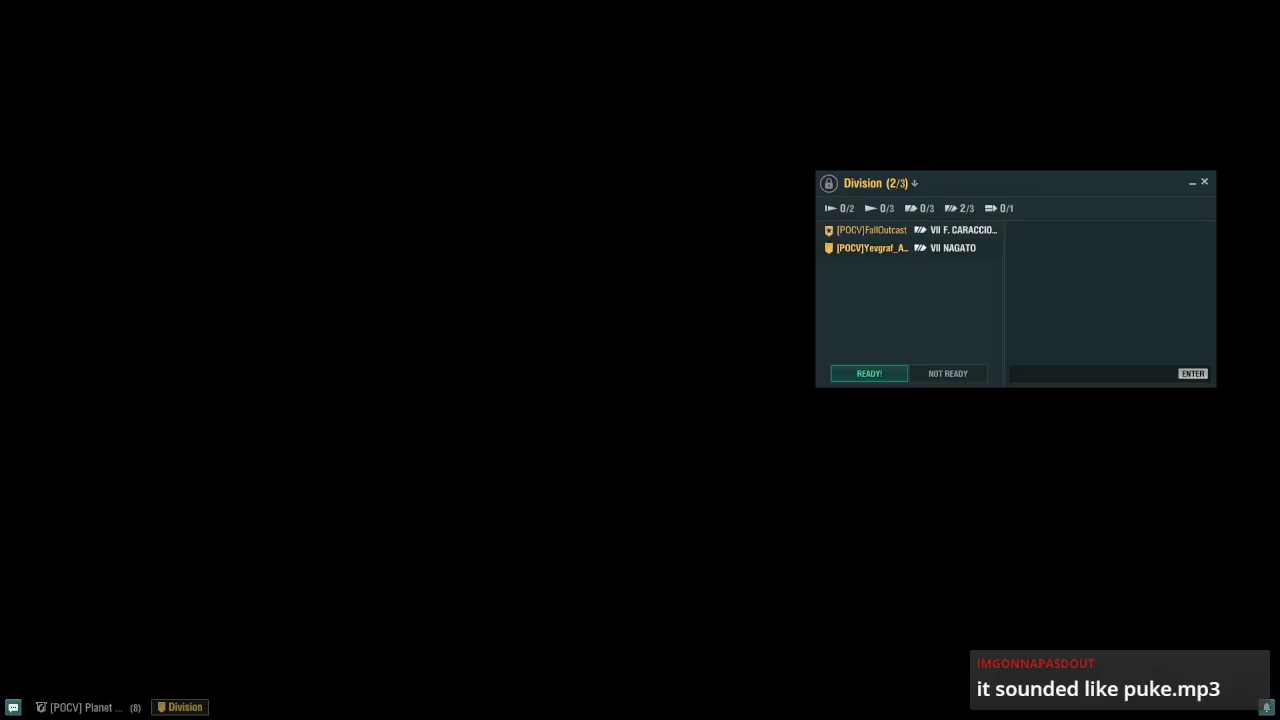 Division (2/3)
0/2 0/3 0/3 2/3 0/1
[POCV]FallOutcast VII F. CARACCIO...
[POCV]Yevgraf_A... VII NAGATO
READY! NOT READY ENTER
IMGONNAPASDOUT
it sounded like puke.mp3
[POCV] Planet ... (8) Division